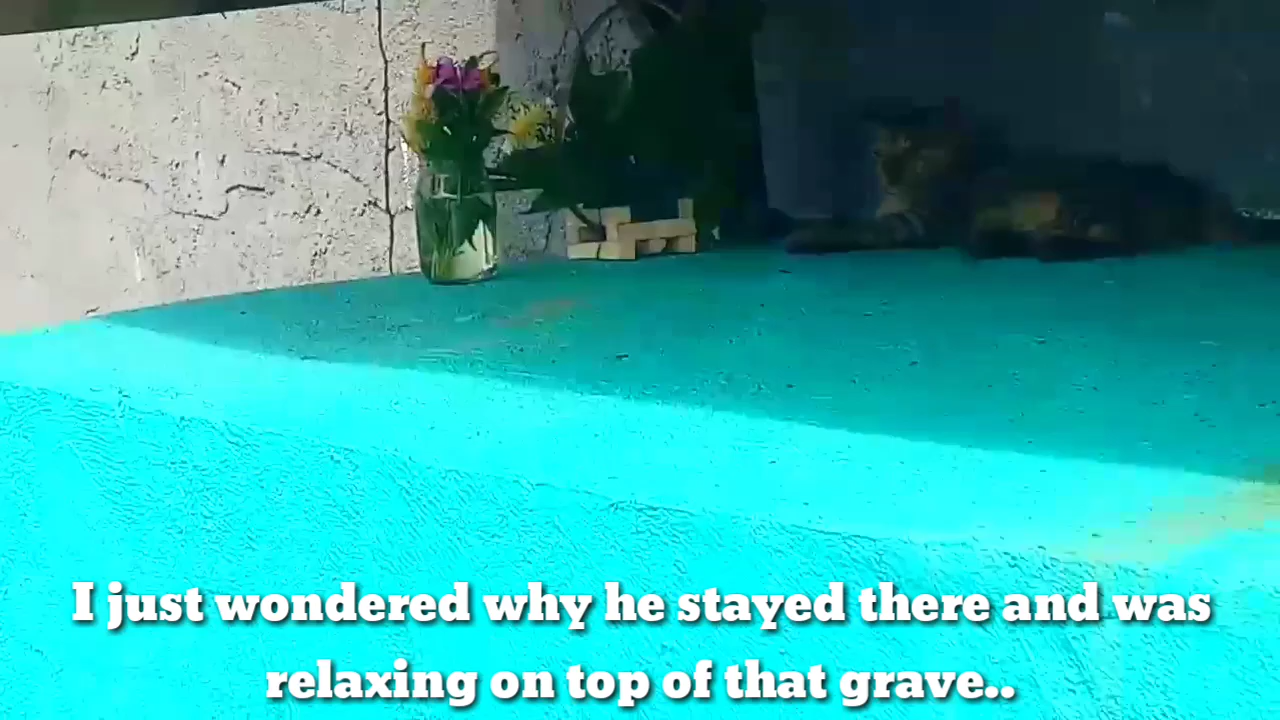 I just wondered why he stayed there and was
relaxing on top of that grave..